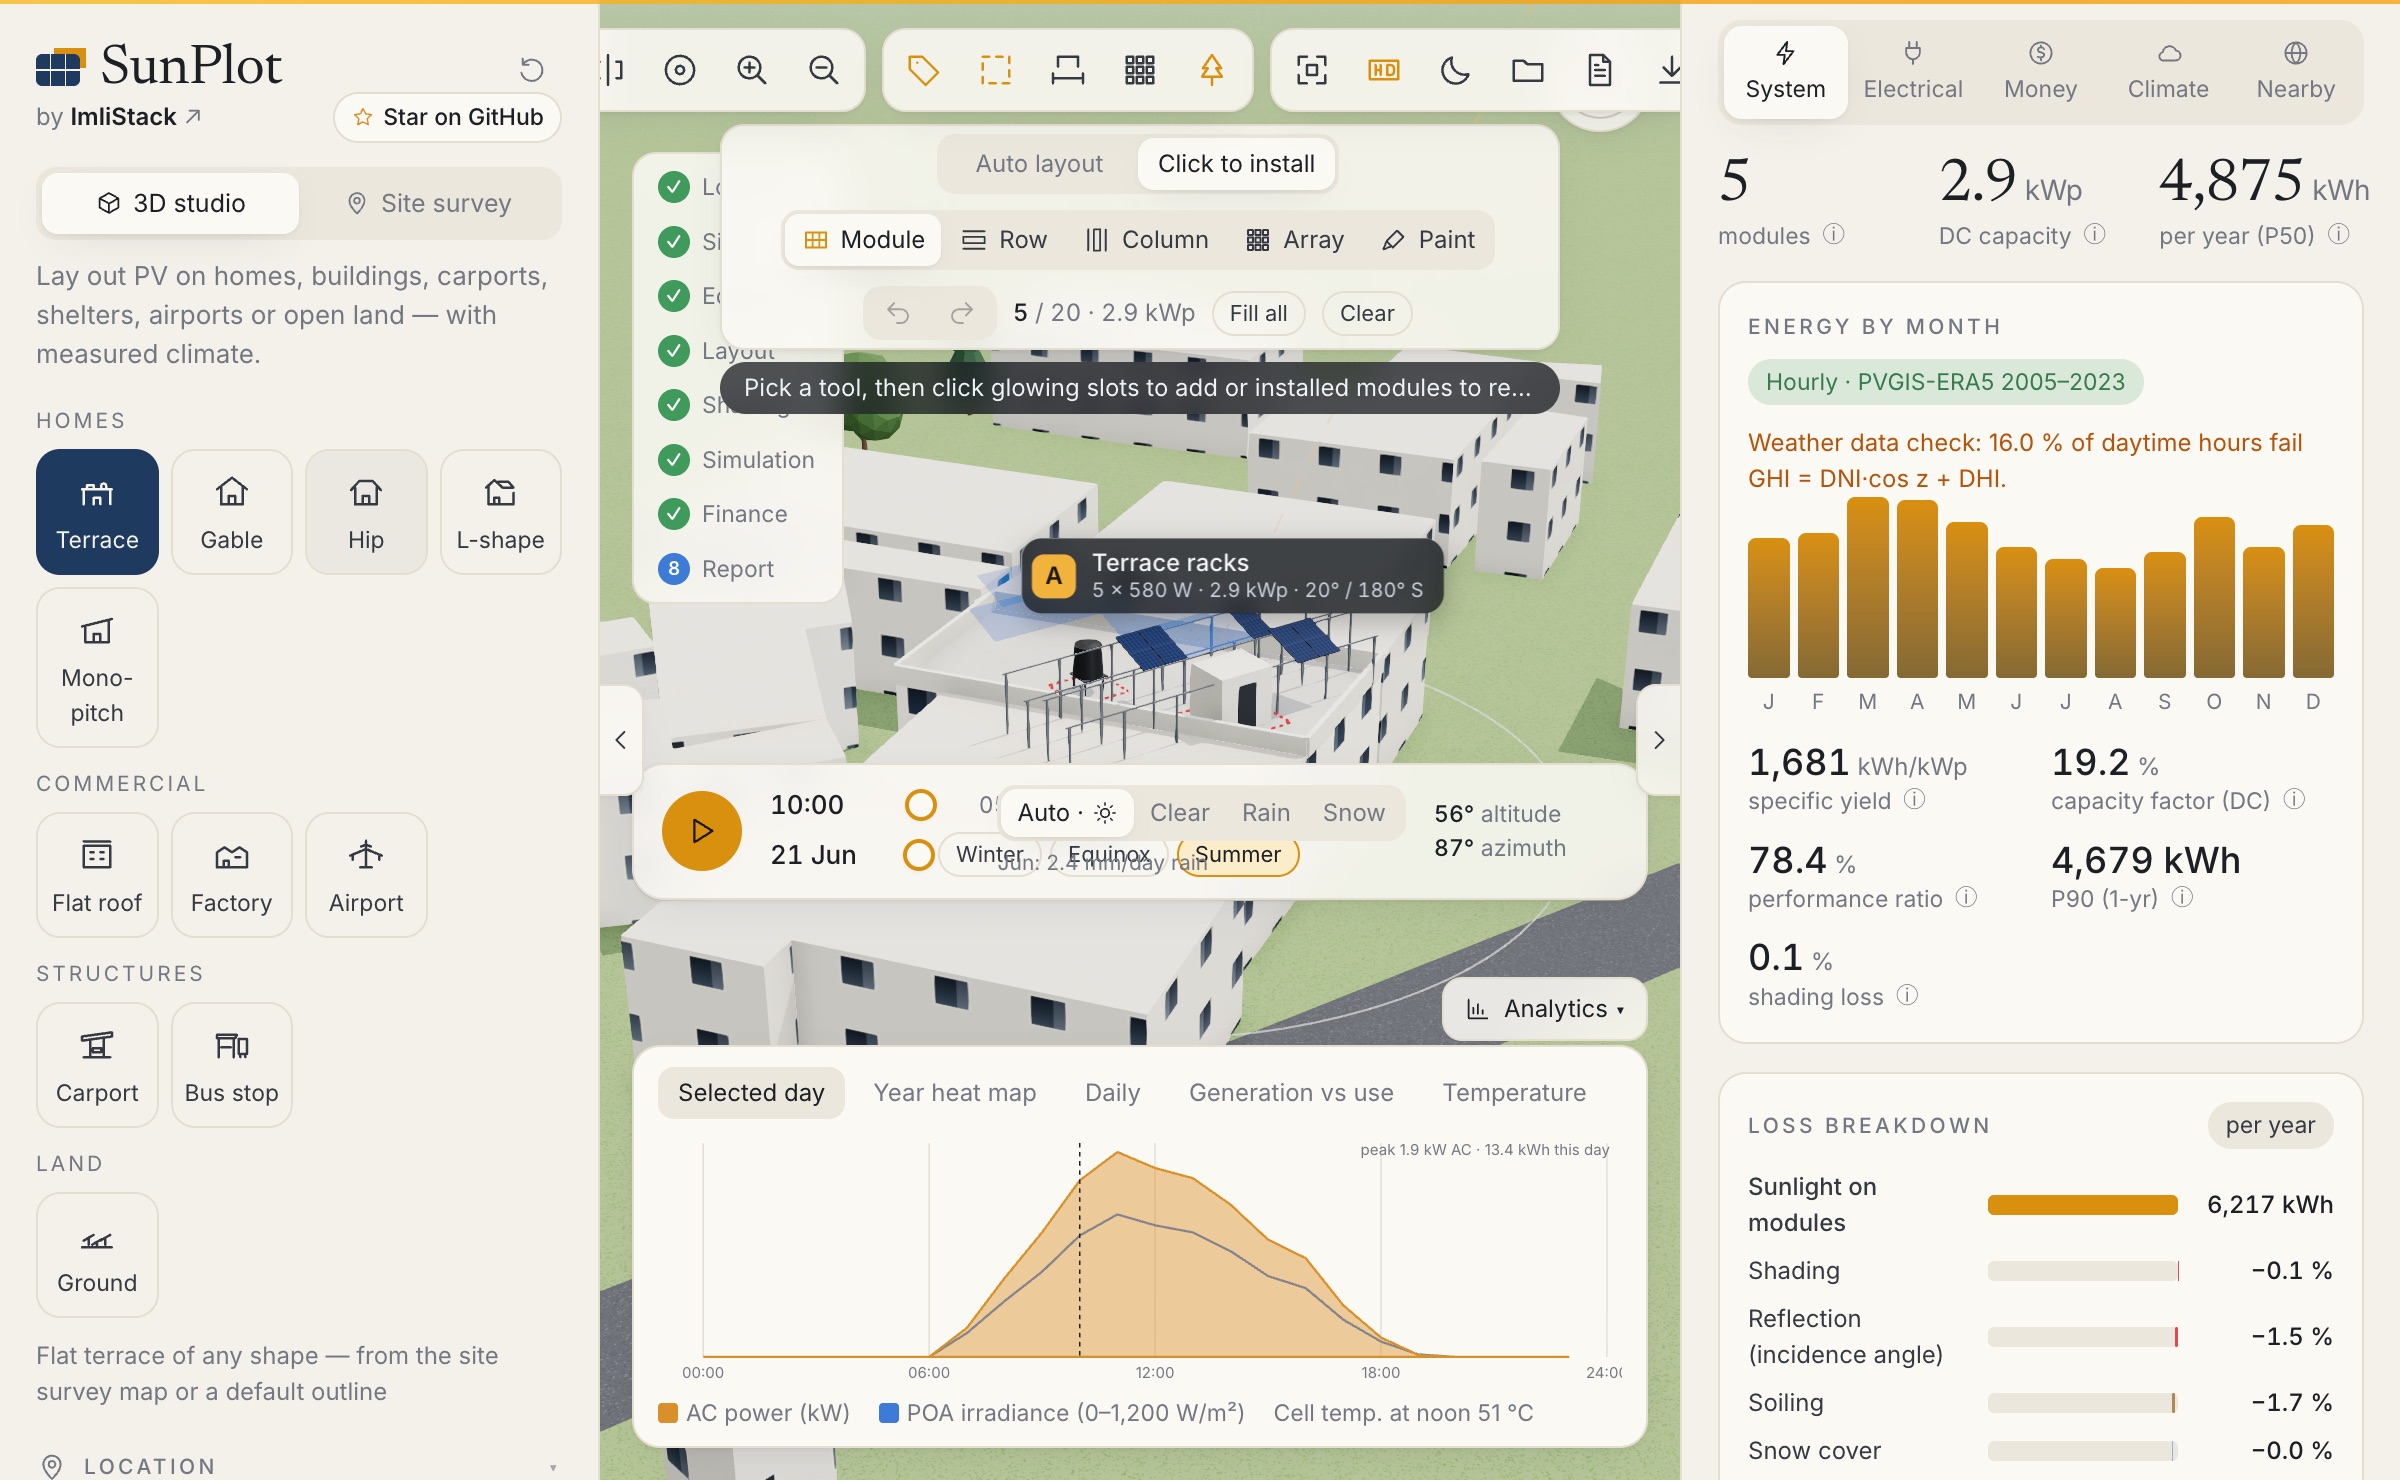 SunPlot
by ImliStack
Star on GitHub
3D studio
Site survey
Lay out PV on homes, buildings, carports,
shelters, airports or open land — with
measured climate.
HOMES
Terrace
Gable
Hip
L-shape
Mono-
pitch
COMMERCIAL
Flat roof
Factory
Airport
STRUCTURES
Carport
Bus stop
LAND
Ground
Flat terrace of any shape — from the site
survey map or a default outline
LOCATION
HD
Auto layout
Click to install
Module
Row
Column
Array
Paint
5 / 20 · 2.9 kWp
Fill all
Clear
Layout
Pick a tool, then click glowing slots to add or installed modules to re...
Simulation
Finance
8
Report
A
Terrace racks
5 × 580 W · 2.9 kWp · 20° / 180° S
10:00
21 Jun
Auto ·
Clear
Rain
Snow
Winter
Equinox
Summer
Jun: 2.4 mm/day rain
56° altitude
87° azimuth
Analytics
Selected day
Year heat map
Daily
Generation vs use
Temperature
peak 1.9 kW AC · 13.4 kWh this day
00:00
06:00
12:00
18:00
AC power (kW)
POA irradiance (0–1,200 W/m²)
Cell temp. at noon 51 °C
System
Electrical
Money
Climate
Nearby
5
modules
2.9 kWp
DC capacity
4,875 kWh
per year (P50)
ENERGY BY MONTH
Hourly · PVGIS-ERA5 2005–2023
Weather data check: 16.0 % of daytime hours fail
GHI = DNI·cos z + DHI.
J F M A M J J A S O N D
1,681 kWh/kWp
specific yield
19.2 %
capacity factor (DC)
78.4 %
performance ratio
4,679 kWh
P90 (1-yr)
0.1 %
shading loss
LOSS BREAKDOWN
per year
Sunlight on
modules
6,217 kWh
Shading
−0.1 %
Reflection
(incidence angle)
−1.5 %
Soiling
−1.7 %
Snow cover
−0.0 %